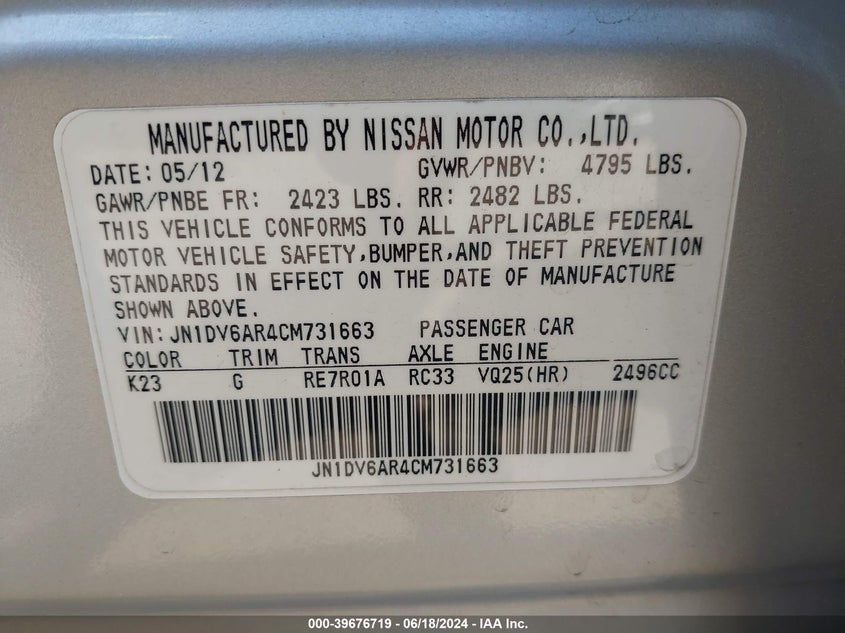 MANUFACTURED BY NISSAN MOTOR CO.,LTD.
DATE: 05/12 GVWR/PNBV: 4795 LBS.
GAWR/PNBE FR: 2423 LBS. RR: 2482 LBS.
THIS VEHICLE CONFORMS TO ALL APPLICABLE FEDERAL
MOTOR VEHICLE SAFETY,BUMPER,AND THEFT PREVENTION
STANDARDS IN EFFECT ON THE DATE OF MANUFACTURE
SHOWN ABOVE.
VIN: JN1DV6AR4CM731663 PASSENGER CAR
COLOR TRIM TRANS AXLE ENGINE
K23 G RE7R01A RC33 VQ25(HR) 2496CC
JN1DV6AR4CM731663
000-39676719 - 06/18/2024 - IAA Inc.